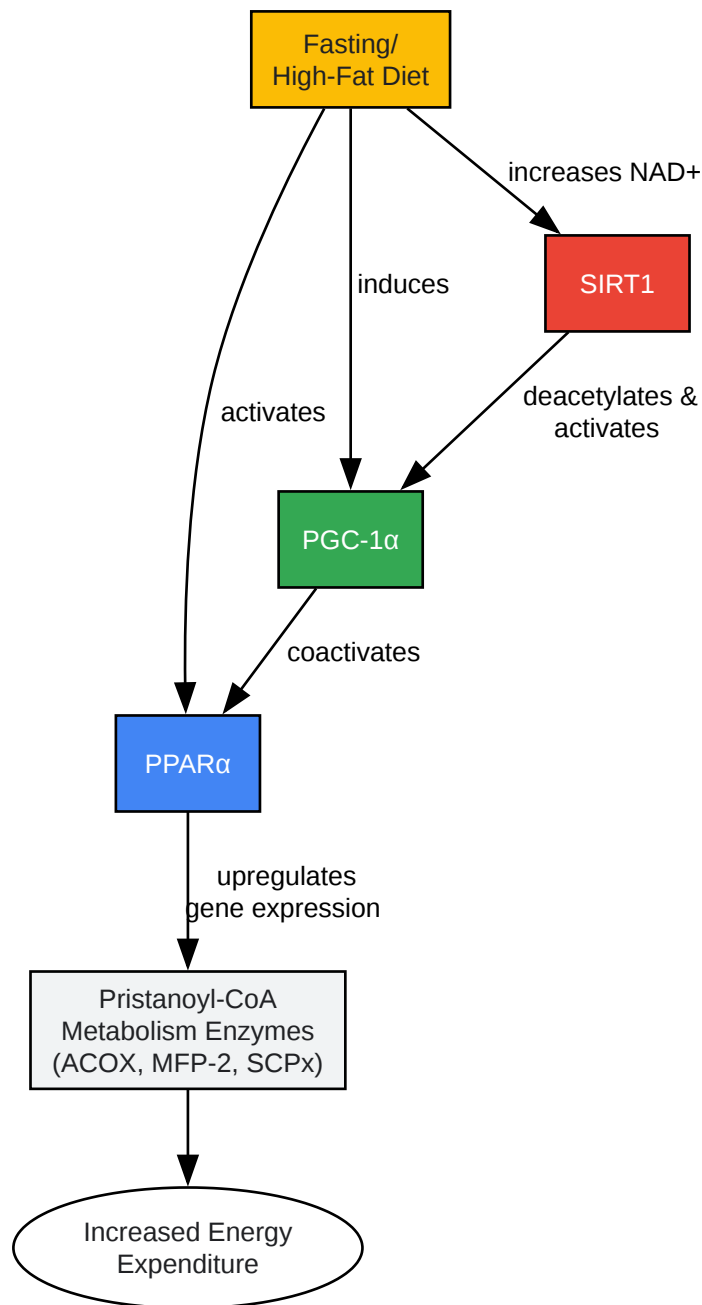 Fasting/
High-Fat Diet
increases NAD+
SIRT1
induces
deacetylates &
activates
activates
PGC-1α
coactivates
PPARα
upregulates
gene expression
Pristanoyl-CoA
Metabolism Enzymes
(ACOX, MFP-2, SCPx)
Increased Energy
Expenditure